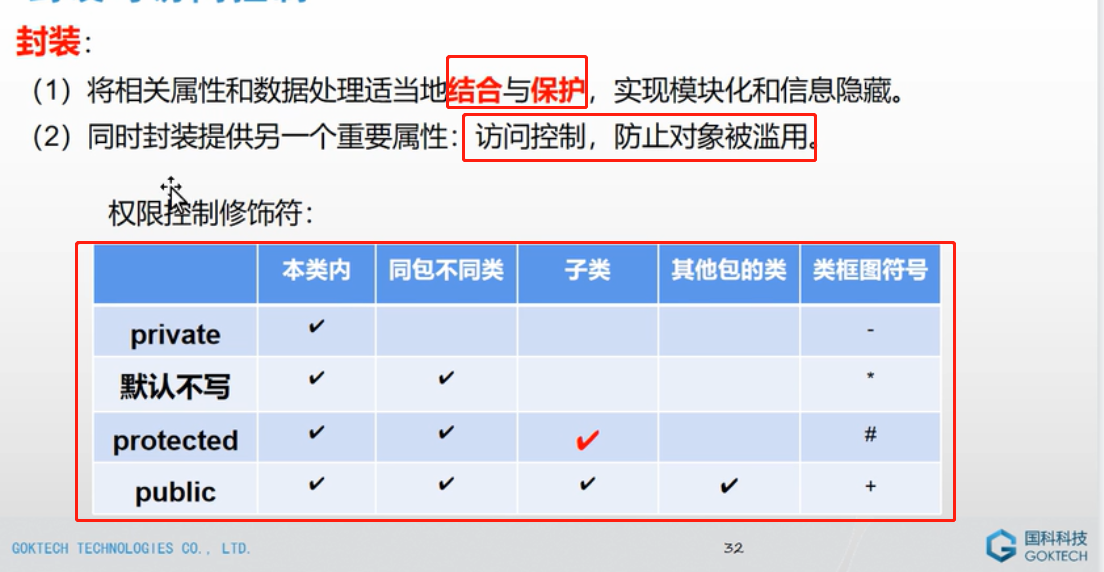 封装：
（1）将相关属性和数据处理适当地结合与保护，实现模块化和信息隐藏。
（2）同时封装提供另一个重要属性：访问控制，防止对象被滥用。
权限控制修饰符：
本类内 同包不同类 子类 其他包的类 类框图符号
private ✔ -
默认不写 ✔ ✔ *
protected ✔ ✔ ✔ #
public ✔ ✔ ✔ ✔ +
GOKTECH TECHNOLOGIES CO., LTD.
32
国科科技
GOKTECH